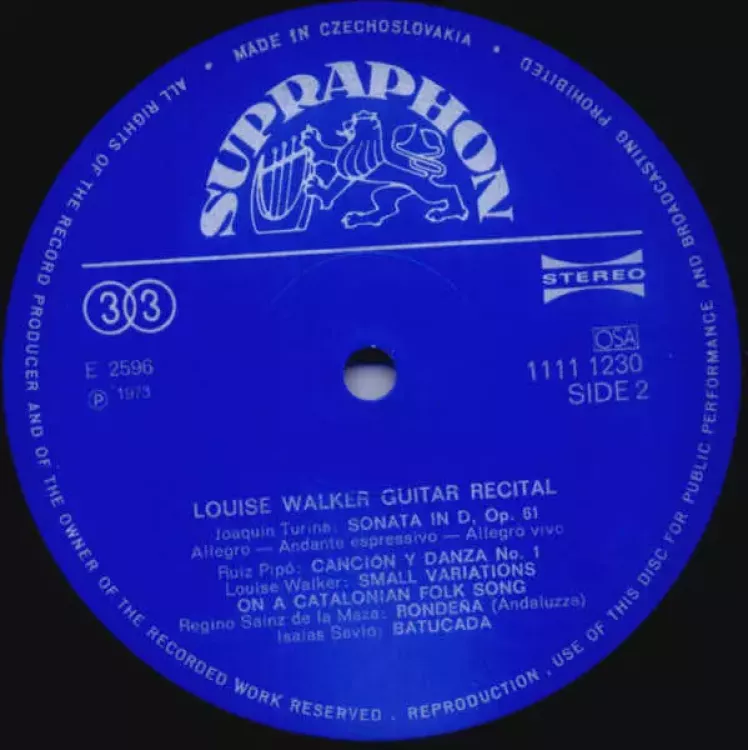 ALL RIGHTS OF THE RECORD PRODUCER AND OF THE OWNER OF THE RECORDED WORK RESERVED . REPRODUCTION . USE OF THIS DISC FOR PUBLIC PERFORMANCE AND BROADCASTING PROHIBITED
• MADE IN CZECHOSLOVAKIA •
SUPRAPHON
33
STEREO
E 2596
℗ 1973
OSA
1111 1230
SIDE 2
LOUISE WALKER GUITAR RECITAL
Joaquin Turina: SONATA IN D, Op. 61
Allegro — Andante espressivo — Allegro vivo
Ruiz Pipó: CANCIÓN Y DANZA No. 1
Louise Walker: SMALL VARIATIONS
ON A CATALONIAN FOLK SONG
Regino Sainz de la Maza: RONDEÑA (Andaluzza)
Isaias Savio: BATUCADA